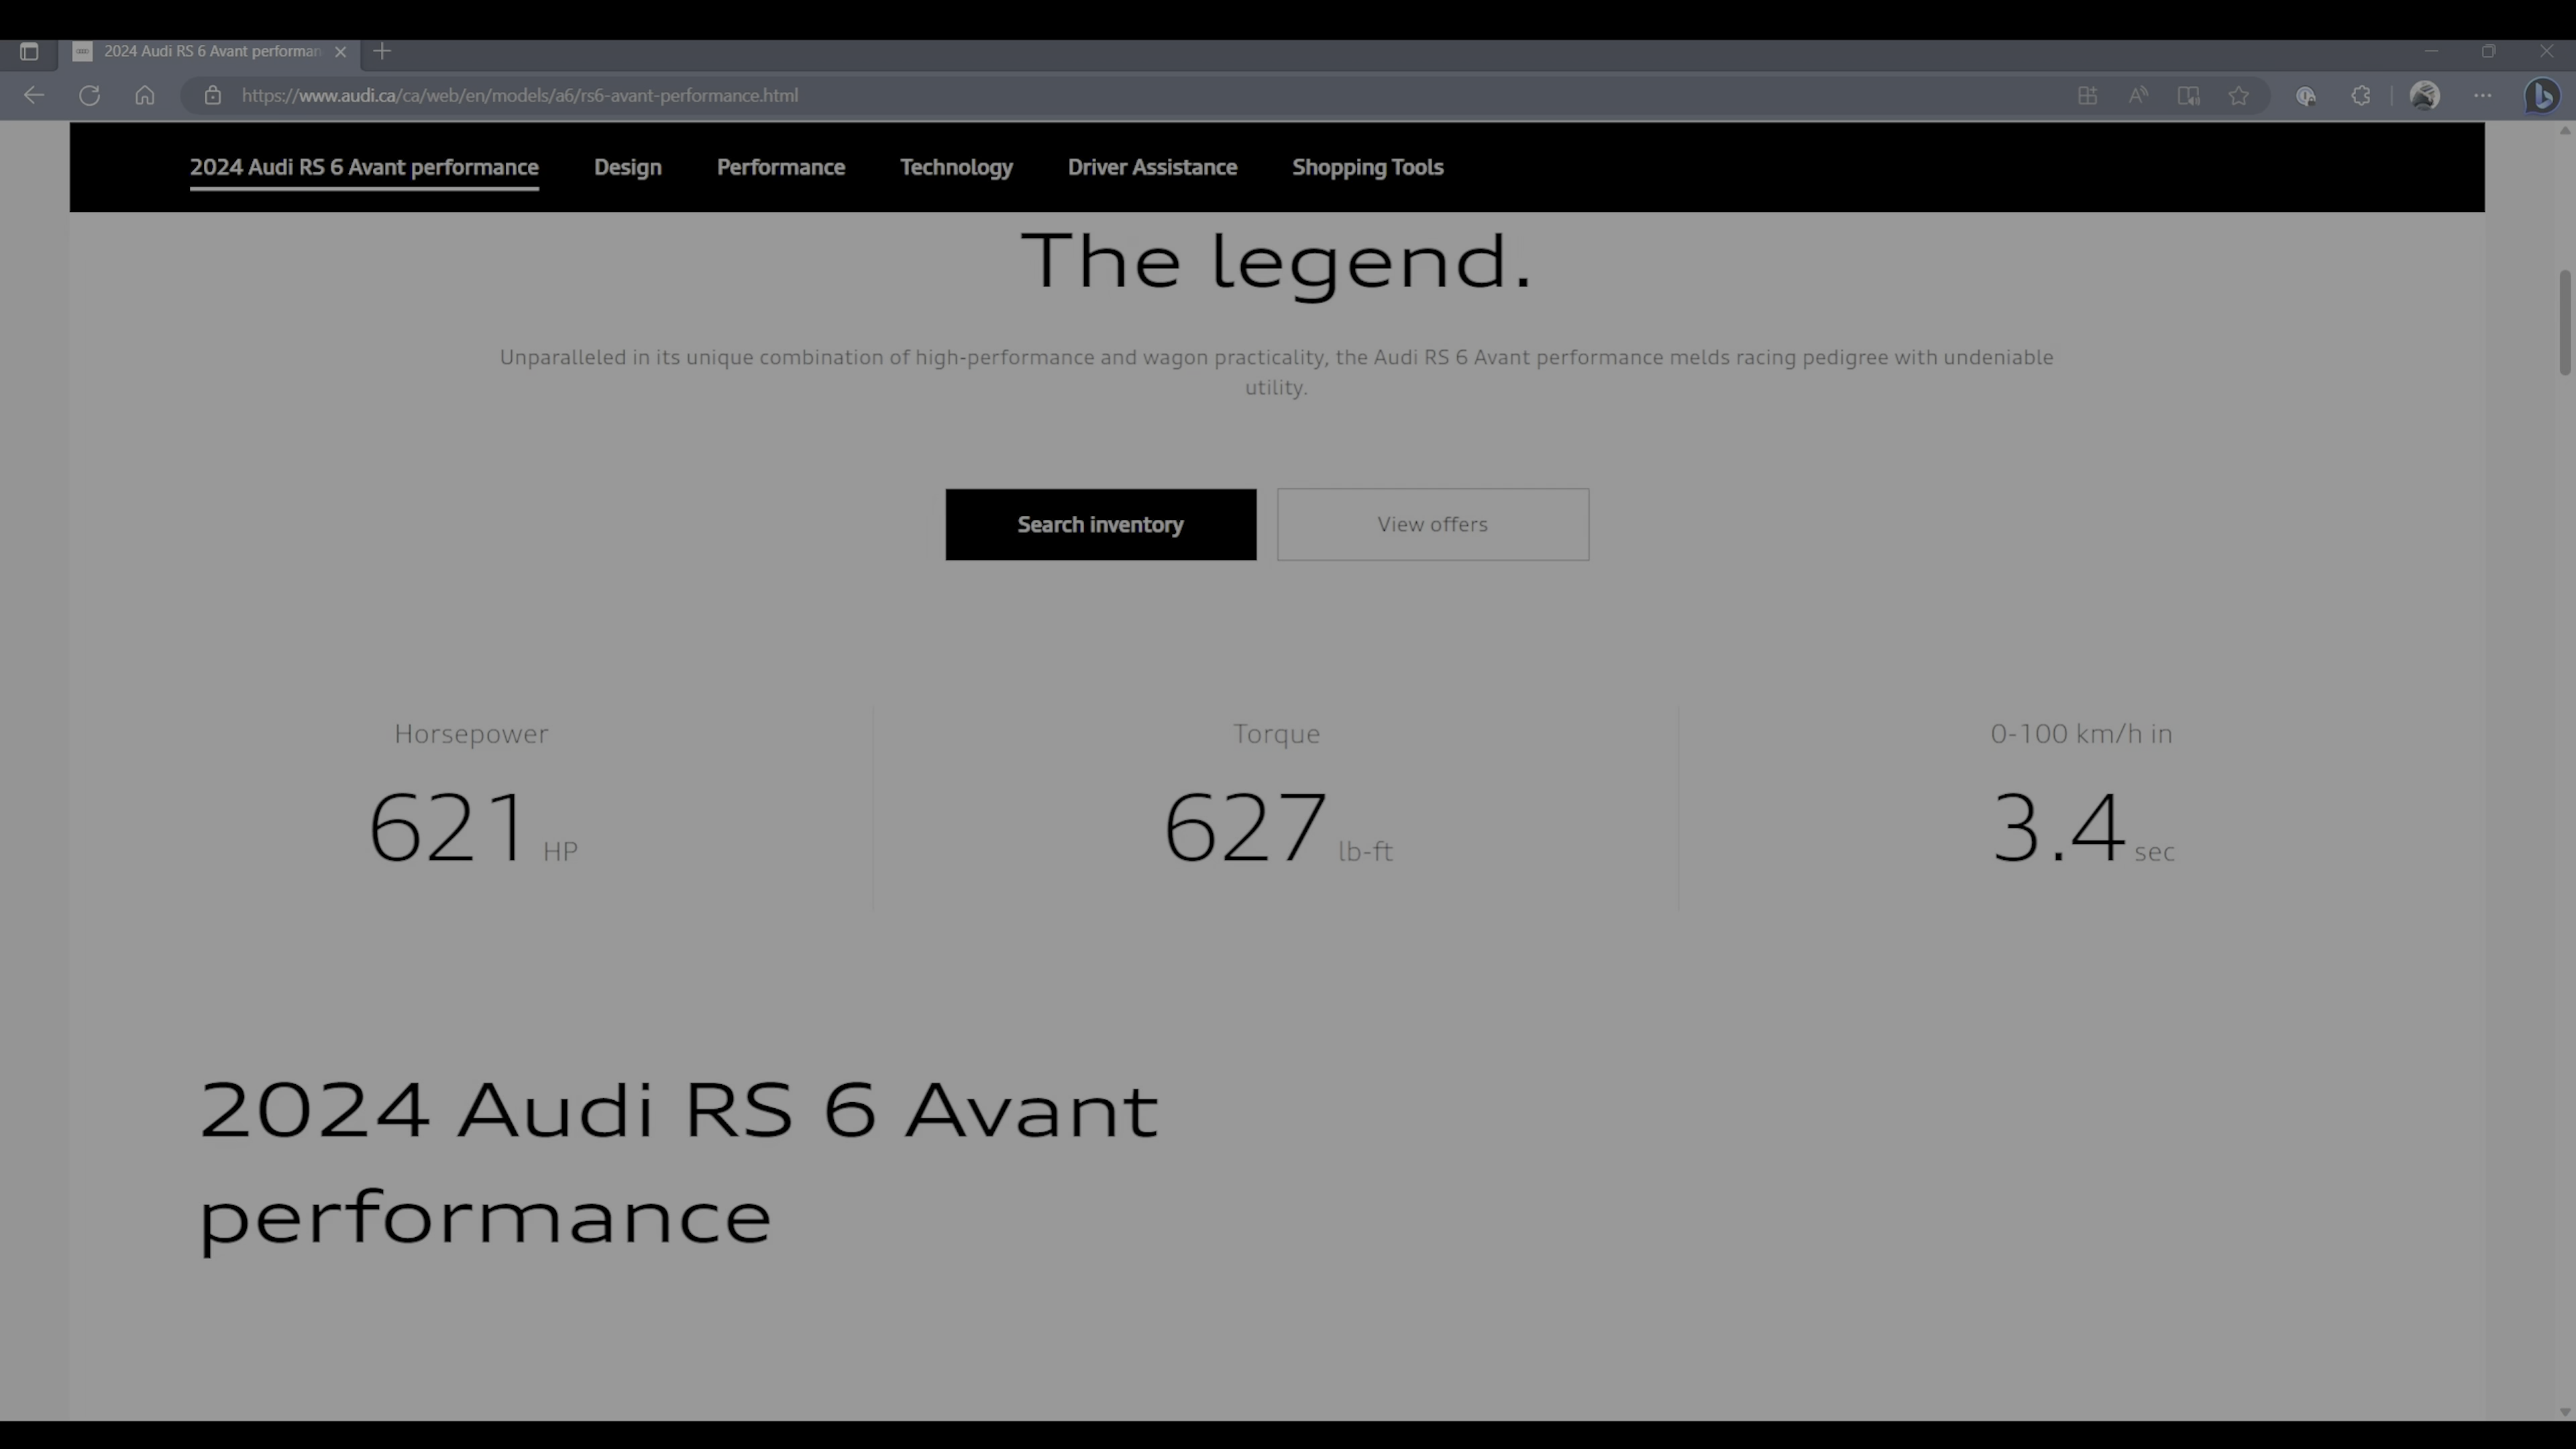 2024 Audi RS 6 Avant performan
https://www.audi.ca/ca/web/en/models/a6/rs6-avant-performance.html
2024 Audi RS 6 Avant performance Design Performance Technology Driver Assistance Shopping Tools
The legend.
Unparalleled in its unique combination of high-performance and wagon practicality, the Audi RS 6 Avant performance melds racing pedigree with undeniable
utility.
Search inventory View offers
Horsepower Torque 0-100 km/h in
621 HP 627 lb-ft 3.4 sec
2024 Audi RS 6 Avant
performance